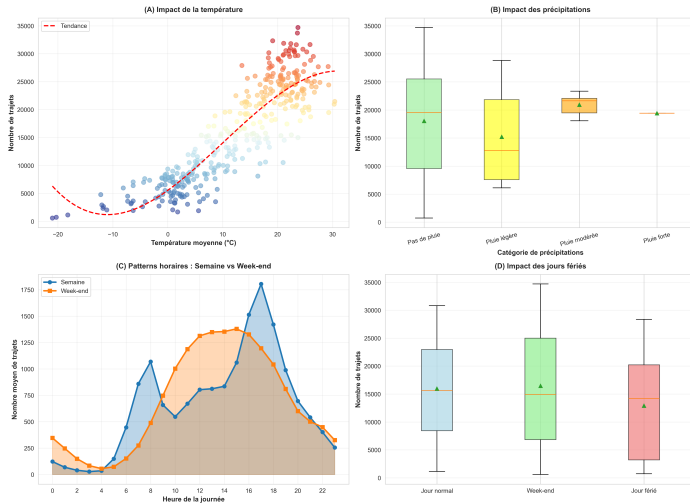 (A) Impact de la température
Tendance
Nombre de trajets
35000
30000
25000
20000
15000
10000
5000
0
−20 −10 0 10 20 30
Température moyenne (°C)
(B) Impact des précipitations
Nombre de trajets
35000
30000
25000
20000
15000
10000
5000
0
Pas de pluie Pluie légère Pluie modérée Pluie forte
Catégorie de précipitations
(C) Patterns horaires : Semaine vs Week-end
Semaine
Week-end
Nombre moyen de trajets
1750
1500
1250
1000
750
500
250
0
0 2 4 6 8 10 12 14 16 18 20 22
Heure de la journée
(D) Impact des jours fériés
Nombre de trajets
35000
30000
25000
20000
15000
10000
5000
0
Jour normal Week-end Jour férié